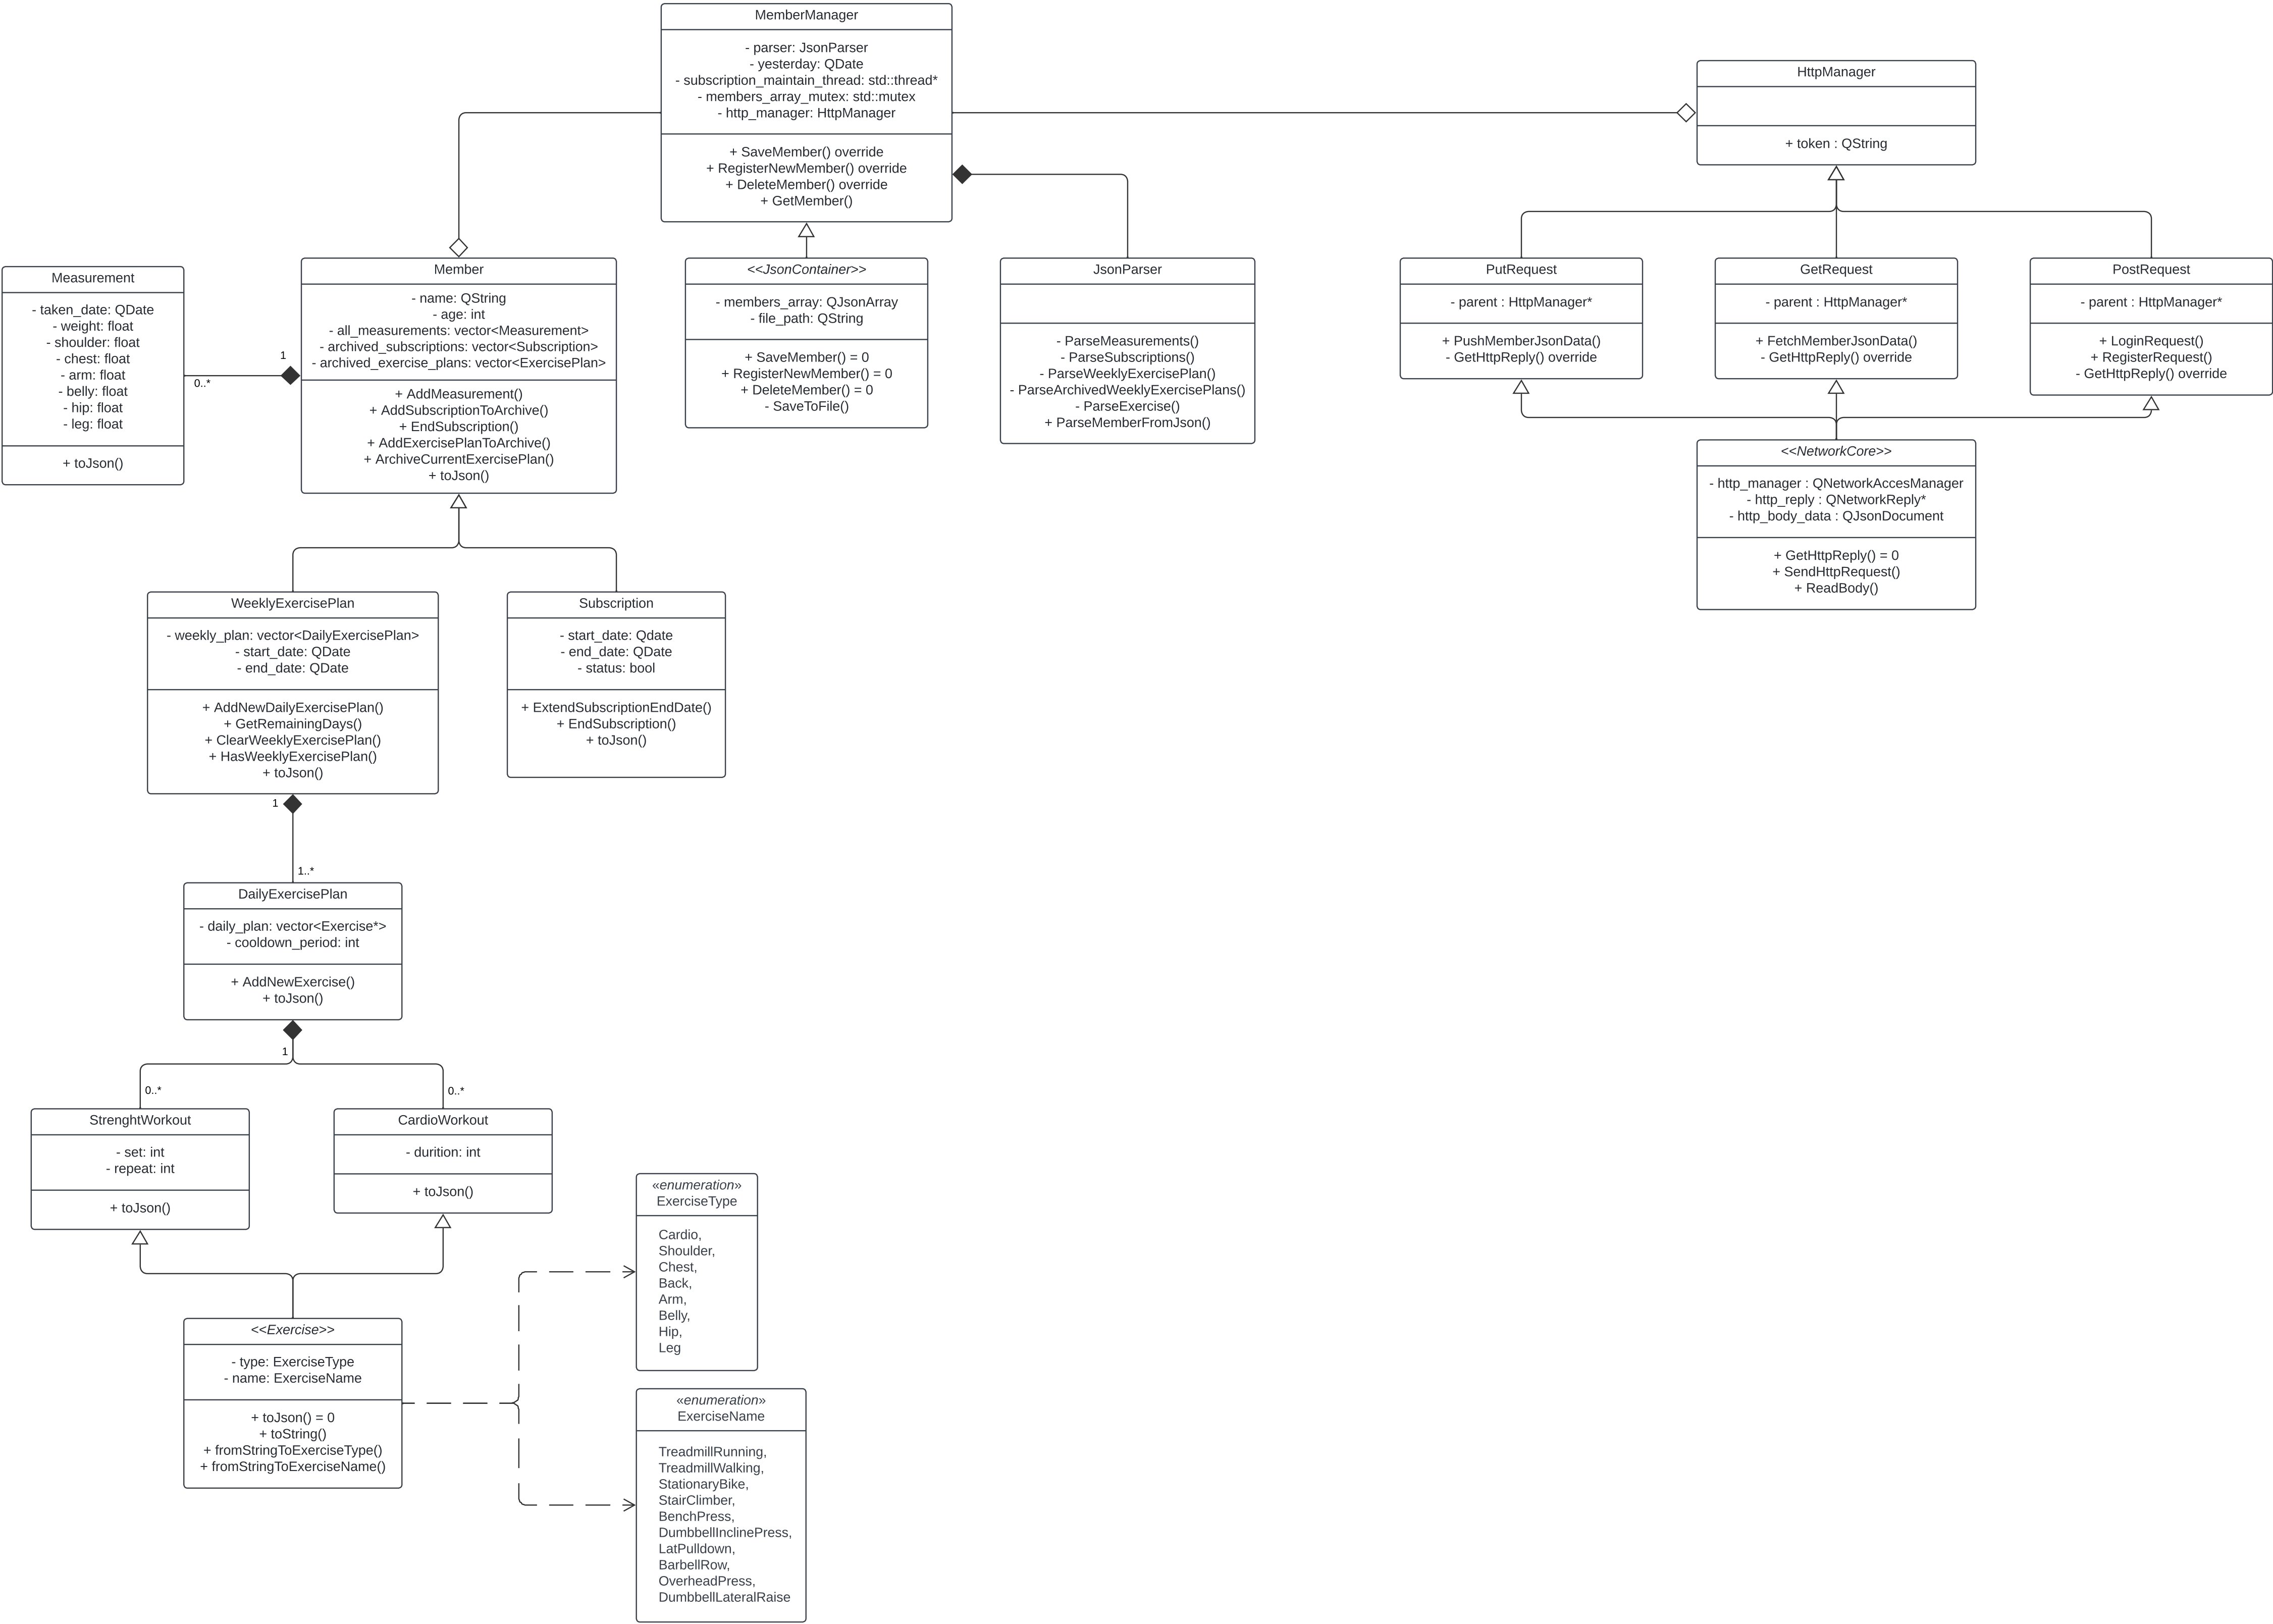 MemberManager
- parser: JsonParser
- yesterday: QDate
- subscription_maintain_thread: std::thread*
- members_array_mutex: std::mutex
- http_manager: HttpManager
+ SaveMember() override
+ RegisterNewMember() override
+ DeleteMember() override
+ GetMember()
HttpManager
+ token : QString
Measurement
- taken_date: QDate
- weight: float
- shoulder: float
- chest: float
- arm: float
- belly: float
- hip: float
- leg: float
+ toJson()
1
0..*
Member
- name: QString
- age: int
- all_measurements: vector<Measurement>
- archived_subscriptions: vector<Subscription>
- archived_exercise_plans: vector<ExercisePlan>
+ AddMeasurement()
+ AddSubscriptionToArchive()
+ EndSubscription()
+ AddExercisePlanToArchive()
+ ArchiveCurrentExercisePlan()
+ toJson()
<<JsonContainer>>
- members_array: QJsonArray
- file_path: QString
+ SaveMember() = 0
+ RegisterNewMember() = 0
+ DeleteMember() = 0
- SaveToFile()
JsonParser
- ParseMeasurements()
- ParseSubscriptions()
- ParseWeeklyExercisePlan()
- ParseArchivedWeeklyExercisePlans()
- ParseExercise()
+ ParseMemberFromJson()
PutRequest
- parent : HttpManager*
+ PushMemberJsonData()
- GetHttpReply() override
GetRequest
- parent : HttpManager*
+ FetchMemberJsonData()
- GetHttpReply() override
PostRequest
- parent : HttpManager*
+ LoginRequest()
+ RegisterRequest()
- GetHttpReply() override
<<NetworkCore>>
- http_manager : QNetworkAccesManager
- http_reply : QNetworkReply*
- http_body_data : QJsonDocument
+ GetHttpReply() = 0
+ SendHttpRequest()
+ ReadBody()
WeeklyExercisePlan
- weekly_plan: vector<DailyExercisePlan>
- start_date: QDate
- end_date: QDate
+ AddNewDailyExercisePlan()
+ GetRemainingDays()
+ ClearWeeklyExercisePlan()
+ HasWeeklyExercisePlan()
+ toJson()
Subscription
- start_date: Qdate
- end_date: QDate
- status: bool
+ ExtendSubscriptionEndDate()
+ EndSubscription()
+ toJson()
1
1..*
DailyExercisePlan
- daily_plan: vector<Exercise*>
- cooldown_period: int
+ AddNewExercise()
+ toJson()
1
0..*
0..*
StrenghtWorkout
- set: int
- repeat: int
+ toJson()
CardioWorkout
- durition: int
+ toJson()
<<Exercise>>
- type: ExerciseType
- name: ExerciseName
+ toJson() = 0
+ toString()
+ fromStringToExerciseType()
+ fromStringToExerciseName()
«enumeration»
ExerciseType
Cardio,
Shoulder,
Chest,
Back,
Arm,
Belly,
Hip,
Leg
«enumeration»
ExerciseName
TreadmillRunning,
TreadmillWalking,
StationaryBike,
StairClimber,
BenchPress,
DumbbellInclinePress,
LatPulldown,
BarbellRow,
OverheadPress,
DumbbellLateralRaise